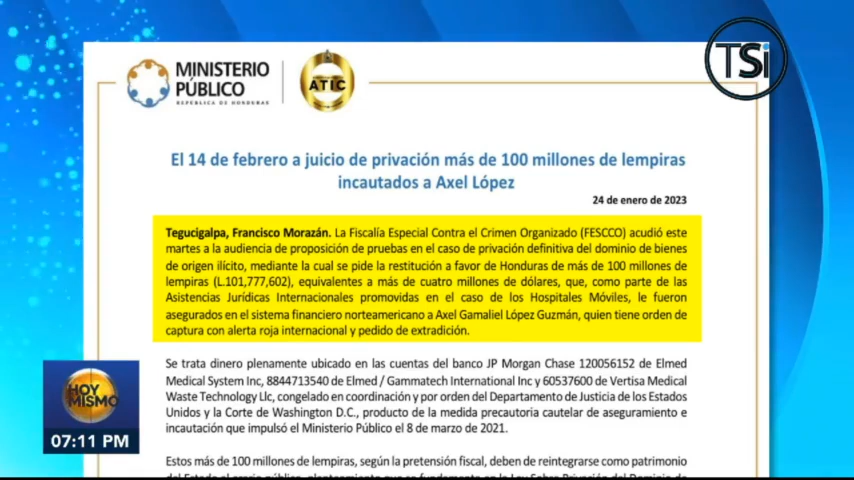 TSi
MINISTERIO
PÚBLICO
REPÚBLICA DE HONDURAS
ATIC
El 14 de febrero a juicio de privación más de 100 millones de lempiras
incautados a Axel López
24 de enero de 2023
Tegucigalpa, Francisco Morazán. La Fiscalía Especial Contra el Crimen Organizado (FESCCO) acudió este
martes a la audiencia de proposición de pruebas en el caso de privación definitiva del dominio de bienes
de origen ilícito, mediante la cual se pide la restitución a favor de Honduras de más de 100 millones de
lempiras (L.101,777,602), equivalentes a más de cuatro millones de dólares, que, como parte de las
Asistencias Jurídicas Internacionales promovidas en el caso de los Hospitales Móviles, le fueron
asegurados en el sistema financiero norteamericano a Axel Gamaliel López Guzmán, quien tiene orden de
captura con alerta roja internacional y pedido de extradición.
Se trata dinero plenamente ubicado en las cuentas del banco JP Morgan Chase 120056152 de Elmed
Medical System Inc, 8844713540 de Elmed / Gammatech International Inc y 60537600 de Vertisa Medical
Waste Technology Llc, congelado en coordinación y por orden del Departamento de Justicia de los Estados
Unidos y la Corte de Washington D.C., producto de la medida precautoria cautelar de aseguramiento e
incautación que impulsó el Ministerio Público el 8 de marzo de 2021.
Estos más de 100 millones de lempiras, según la pretensión fiscal, deben de reintegrarse como patrimonio
HOY
MISMO
07:11 PM